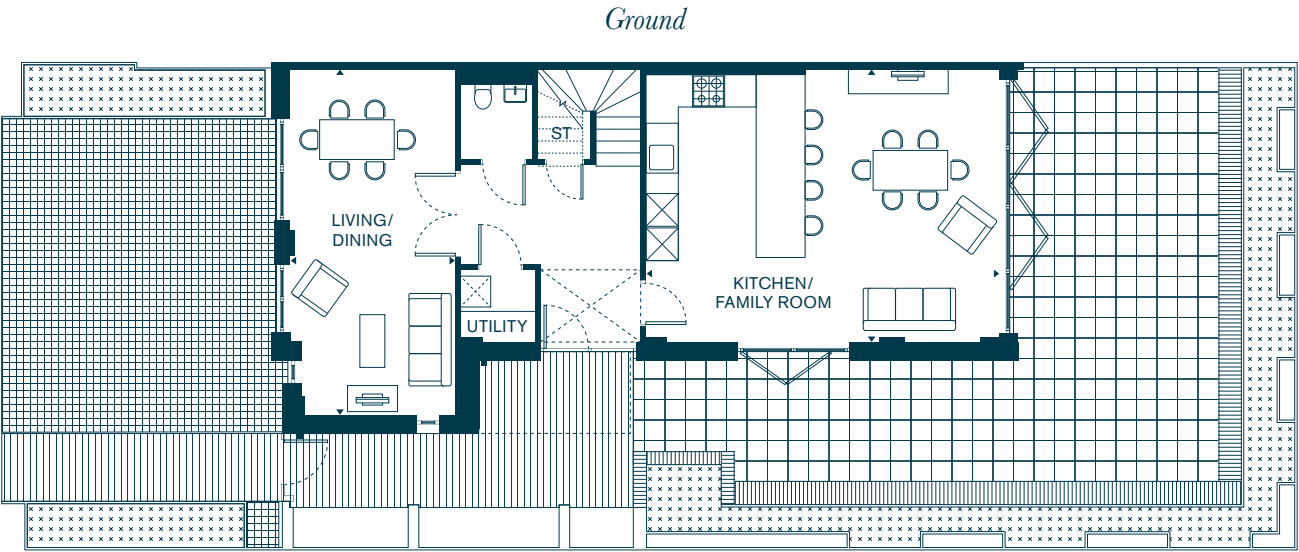 Ground
ST
LIVING/
DINING
KITCHEN/
FAMILY ROOM
UTILITY